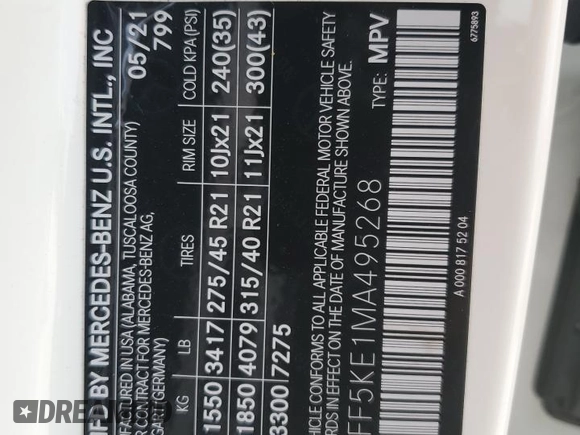 MFD BY MERCEDES-BENZ U.S. INTL., INC
05/21
799
FACTURED IN USA (ALABAMA, TUSCALOOSA COUNTY)
R CONTRACT FOR MERCEDES-BENZ AG,
GART (GERMANY)
KG LB TIRES RIM SIZE COLD KPA (PSI)
1550 3417 275/45 R21 10Jx21 240(35)
1850 4079 315/40 R21 11Jx21 300(43)
3300 7275
HICLE CONFORMS TO ALL APPLICABLE FEDERAL MOTOR VEHICLE SAFETY
RDS IN EFFECT ON THE DATE OF MANUFACTURE SHOWN ABOVE.
FF5KE1MA495268 TYPE: MPV
A 000 817 52 04
6775893
DREAM